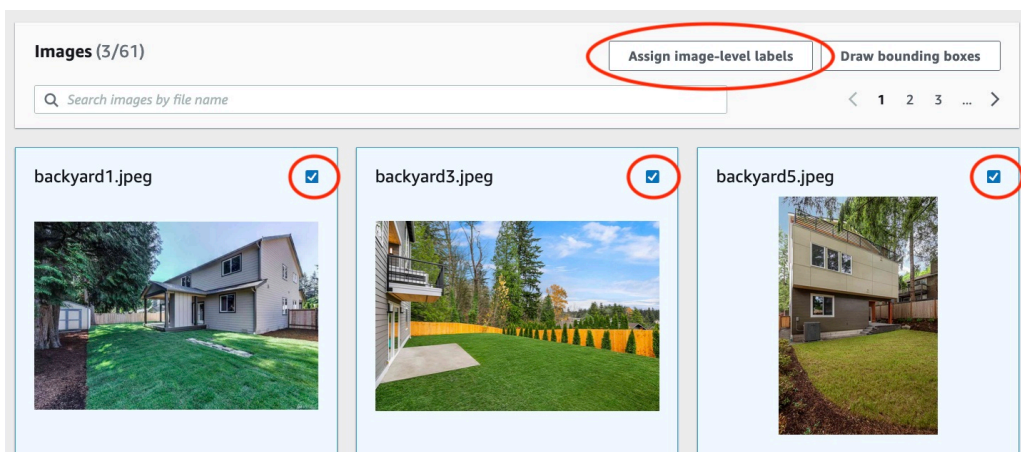 Images (3/61)
Assign image-level labels
Draw bounding boxes
Search images by file name
< 1 2 3 ... >
backyard1.jpeg
backyard3.jpeg
backyard5.jpeg